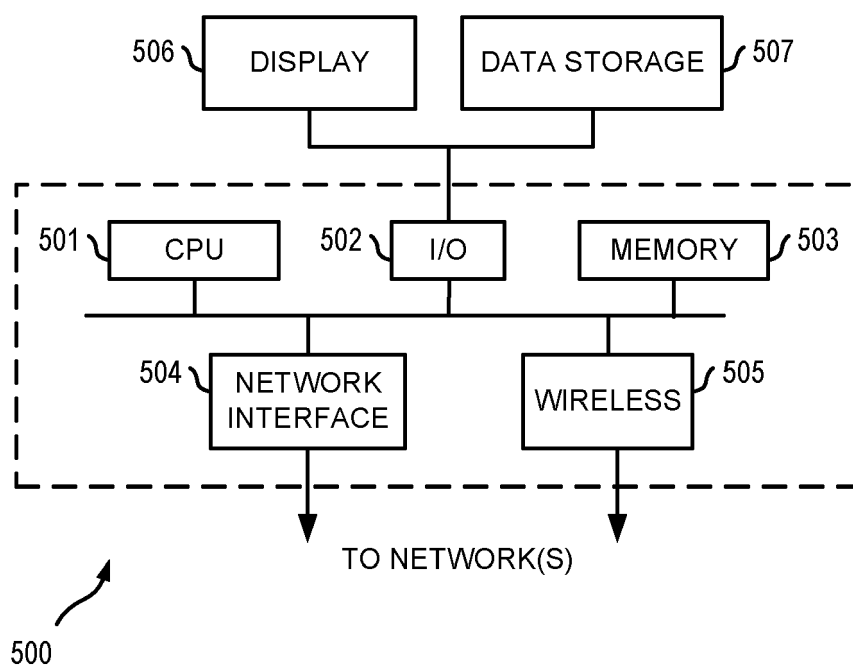 506 DISPLAY DATA STORAGE 507
501 CPU 502 I/O MEMORY 503
504 NETWORK INTERFACE WIRELESS 505
TO NETWORK(S)
500